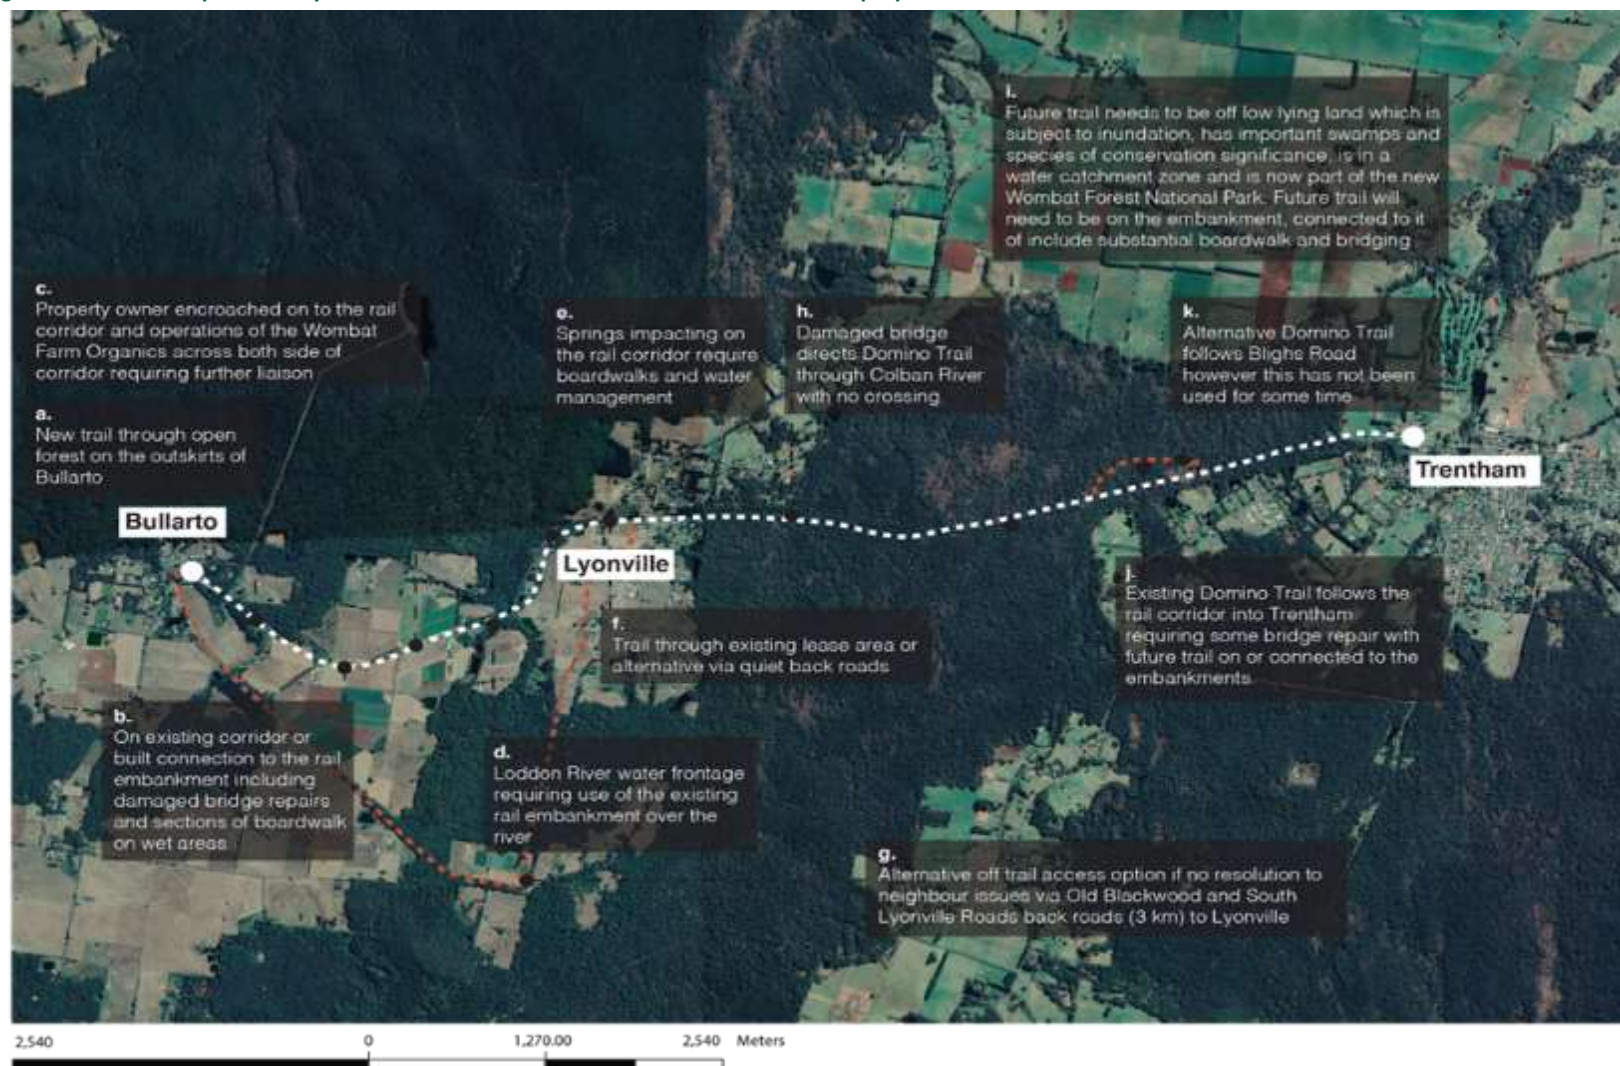 i.
Future trail needs to be off low lying land which is
subject to inundation, has important swamps and
species of conservation significance, is in a
water catchment zone and is now part of the new
Wombat Forest National Park. Future trail will
need to be on the embankment, connected to it
of include substantial boardwalk and bridging
c.
Property owner encroached on to the rail
corridor and operations of the Wombat
Farm Organics across both side of
corridor requiring further liaison
e.
Springs impacting on
the rail corridor require
boardwalks and water
management
h.
Damaged bridge
directs Domino Trail
through Colban River
with no crossing
k.
Alternative Domino Trail
follows Blighs Road
however this has not been
used for some time
a.
New trail through open
forest on the outskirts of
Bullarto
Trentham
Bullarto
Lyonville
j.
Existing Domino Trail follows the
rail corridor into Trentham
requiring some bridge repair with
future trail on or connected to the
embankments.
f.
Trail through existing lease area or
alternative via quiet back roads
b.
On existing corridor or
built connection to the rail
embankment including
damaged bridge repairs
and sections of boardwalk
on wet areas
d.
Loddon River water frontage
requiring use of the existing
rail embankment over the
river
g.
Alternative off trail access option if no resolution to
neighbour issues via Old Blackwood and South
Lyonville Roads back roads (3 km) to Lyonville
2,540 0 1,270.00 2,540 Meters